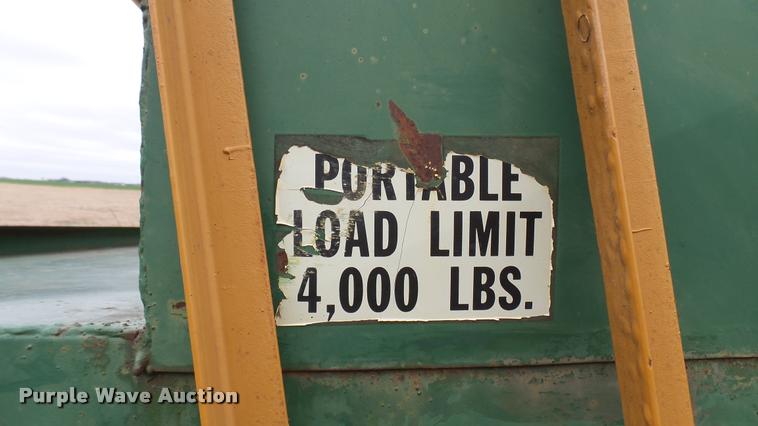 PORTABLE
LOAD LIMIT
4,000 LBS.
Purple Wave Auction